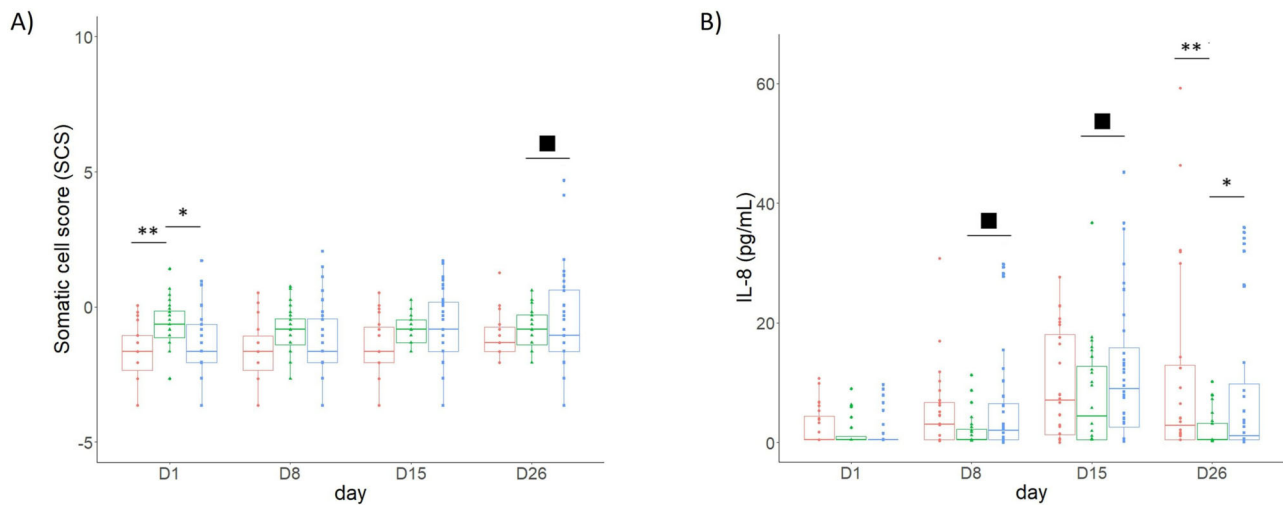 A)
10
5
-0
-5
Somatic cell score (SCS)
**
*
■
D1
D8
D15
D26
day
B)
60
40
20
0
IL-8 (pg/mL)
■
■
**
*
D1
D8
D15
D26
day